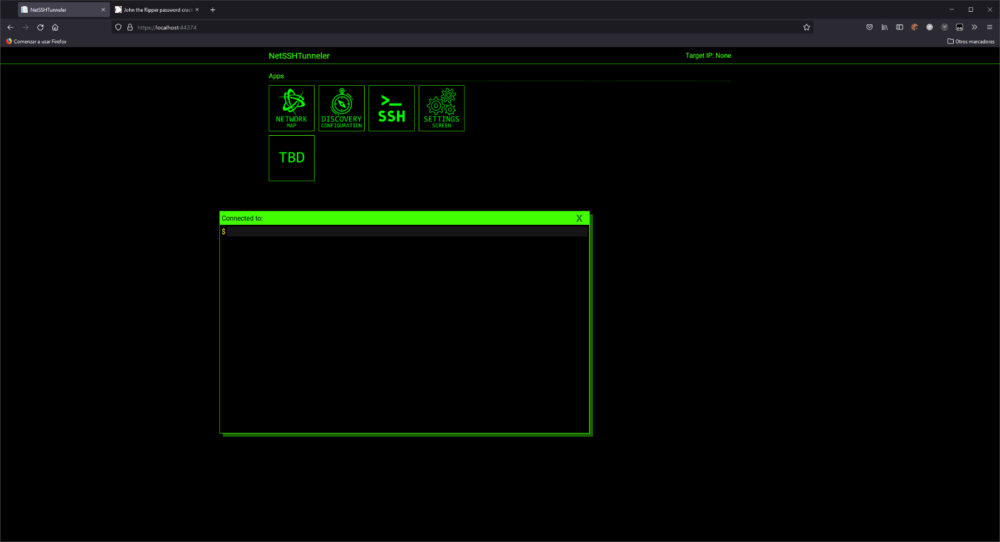 NetSSHTunneler
John the Ripper password crack
https://localhost:44374
Comenzar a usar Firefox
Otros marcadores
NetSSHTunneler
Target IP: None
Apps
NETWORK
MAP
DISCOVERY
CONFIGURATION
>_
SSH
SETTINGS
SCREEN
TBD
Connected to:
X
$